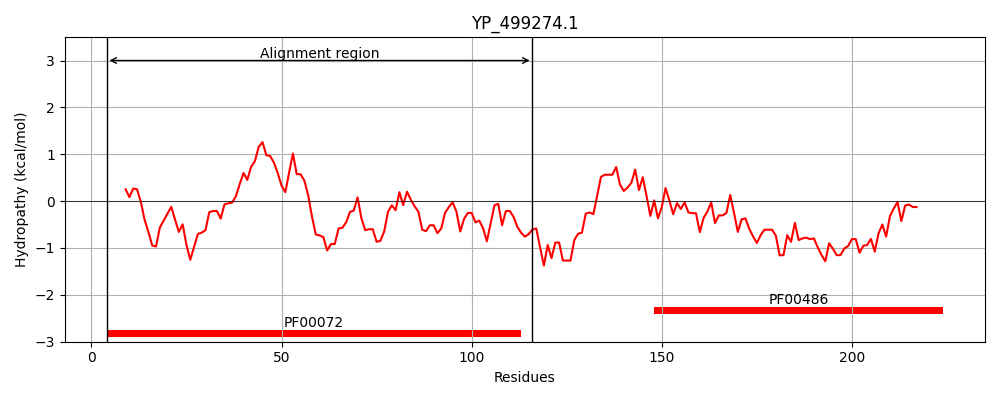 YP_499274.1
Alignment region
Hydropathy (kcal/mol)
3
2
1
0
−1
−2
−3
PF00486
PF00072
0
50
100
150
200
Residues